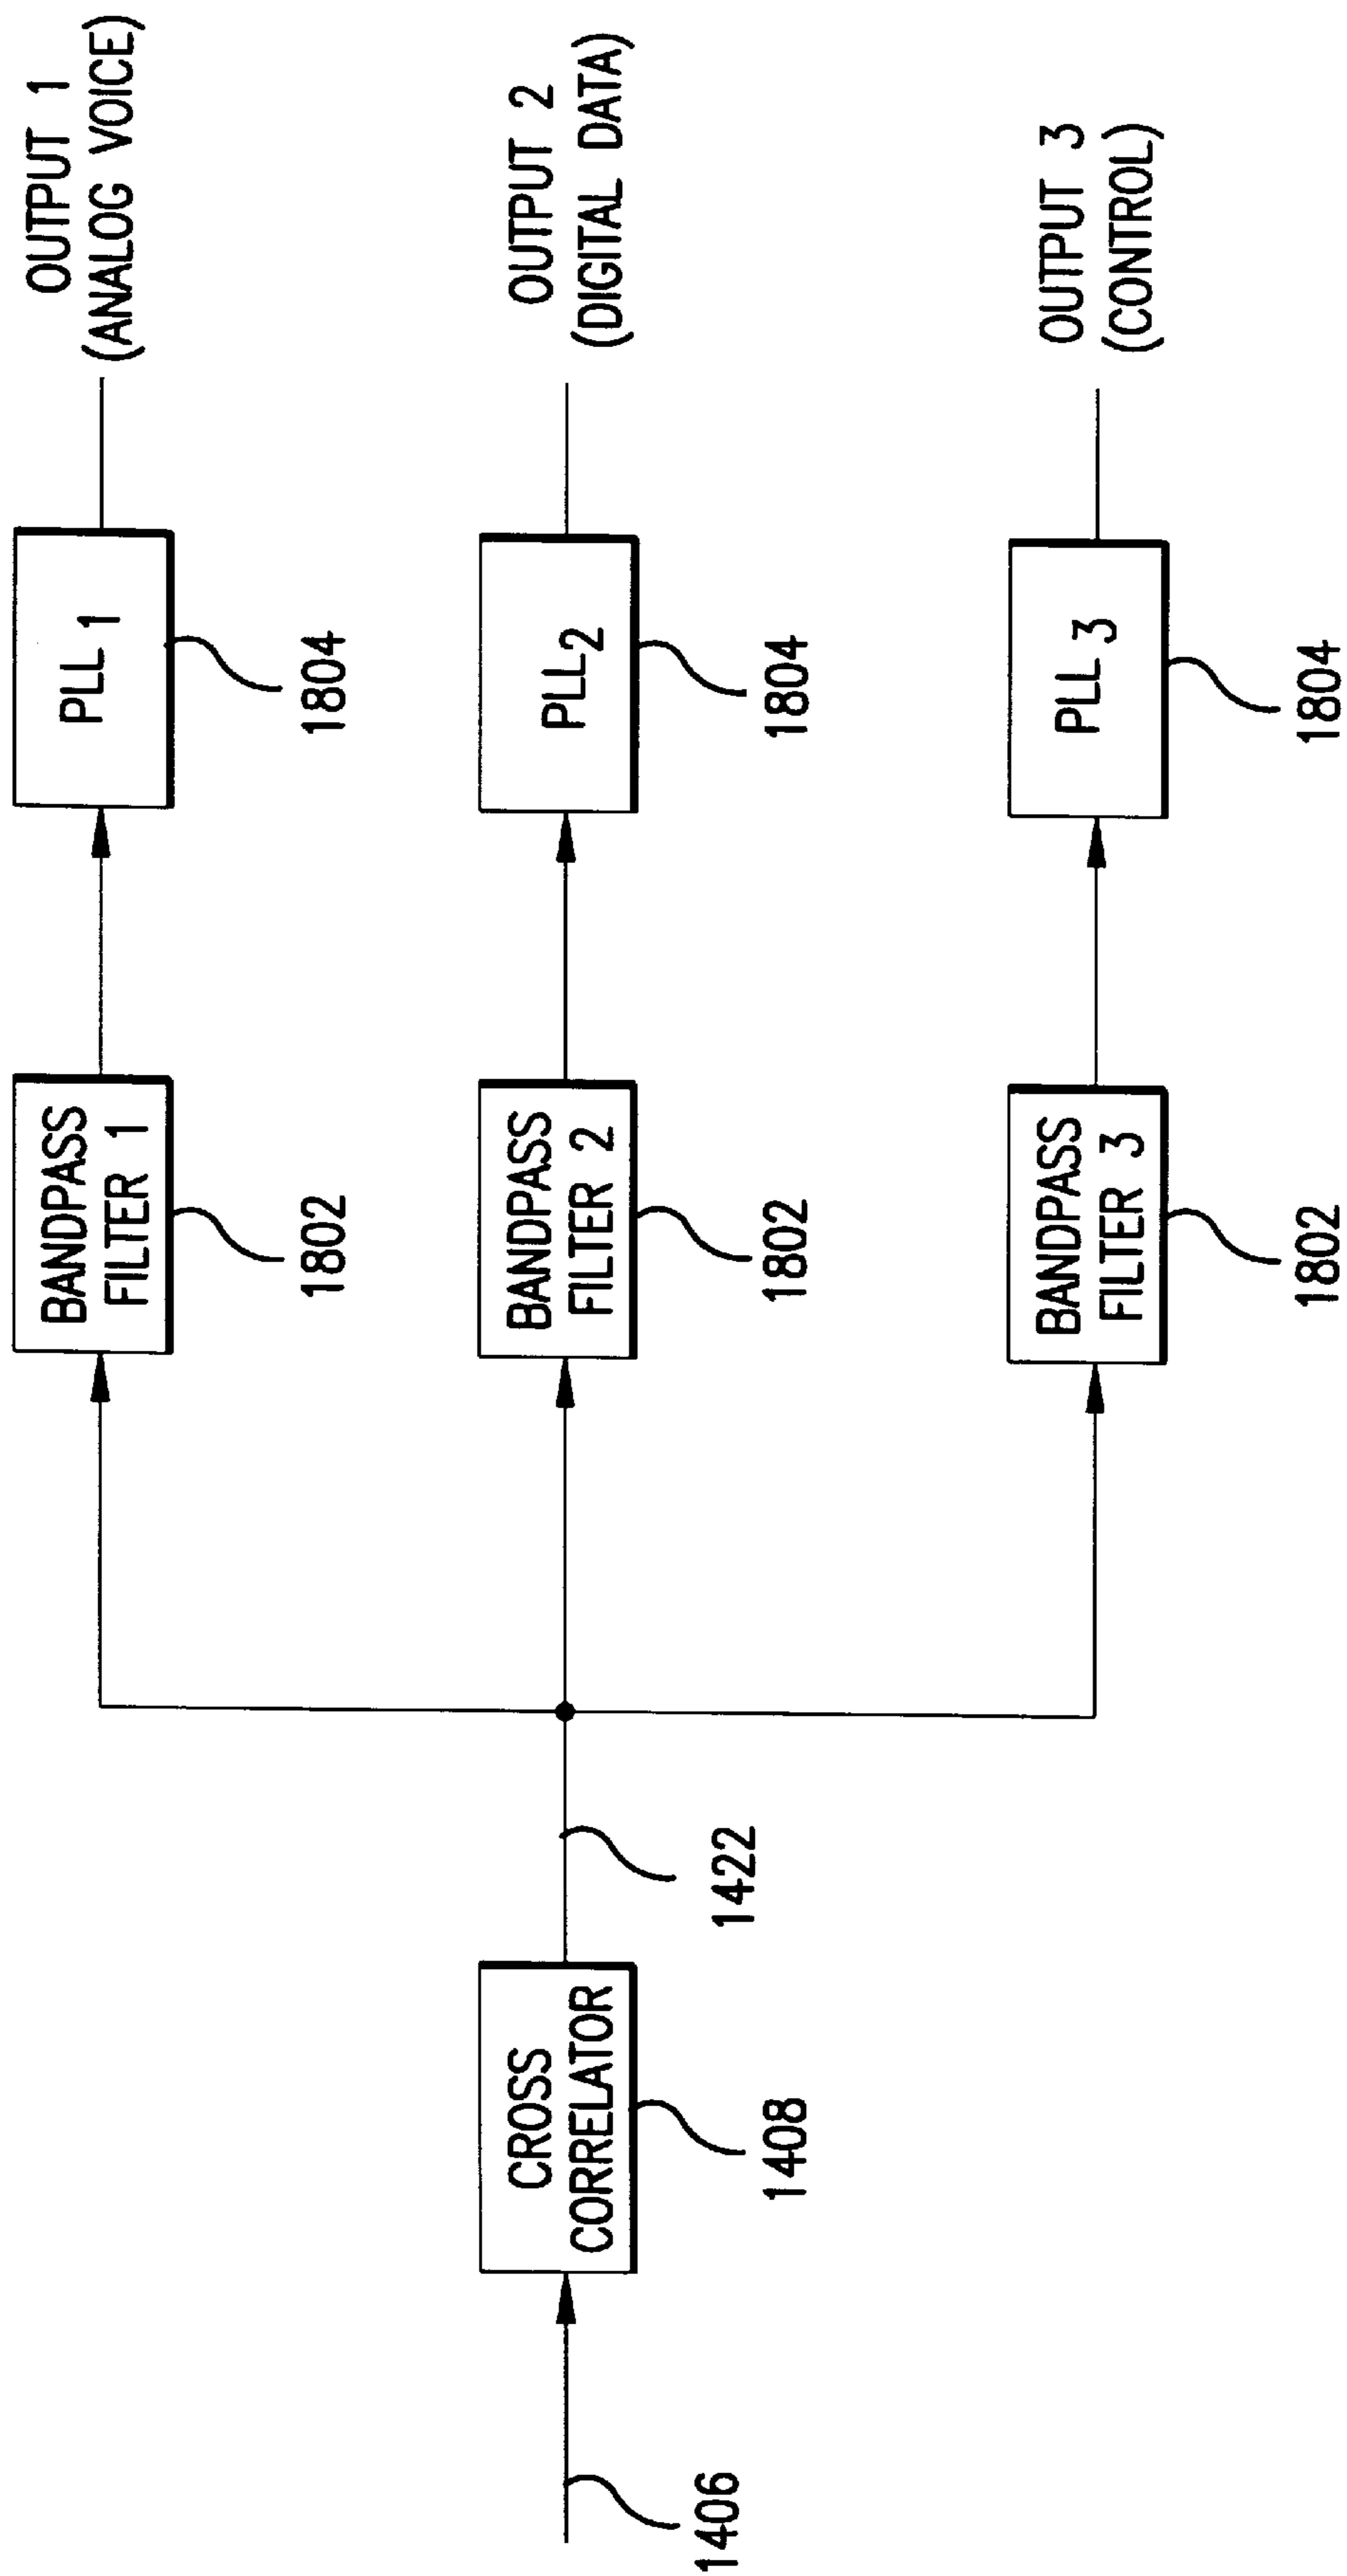 OUTPUT 1
(ANALOG VOICE)
PLL 1
1804
BANDPASS
FILTER 1
1802
OUTPUT 2
(DIGITAL DATA)
PLL2
1804
BANDPASS
FILTER 2
1802
1422
CROSS
CORRELATOR
1408
1406
OUTPUT 3
(CONTROL)
PLL 3
1804
BANDPASS
FILTER 3
1802